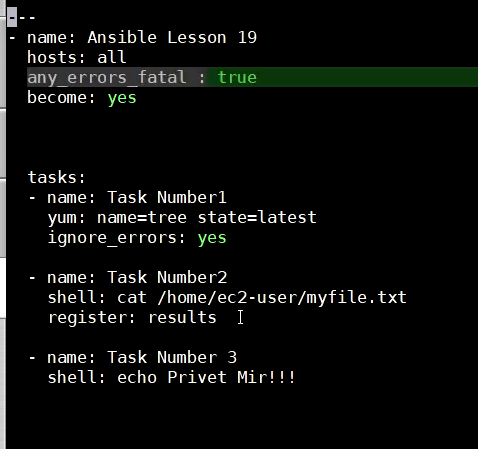 ---
- name: Ansible Lesson 19
hosts: all
any_errors_fatal : true
become: yes
tasks:
- name: Task Number1
yum: name=tree state=latest
ignore_errors: yes
- name: Task Number2
shell: cat /home/ec2-user/myfile.txt
register: results
- name: Task Number 3
shell: echo Privet Mir!!!